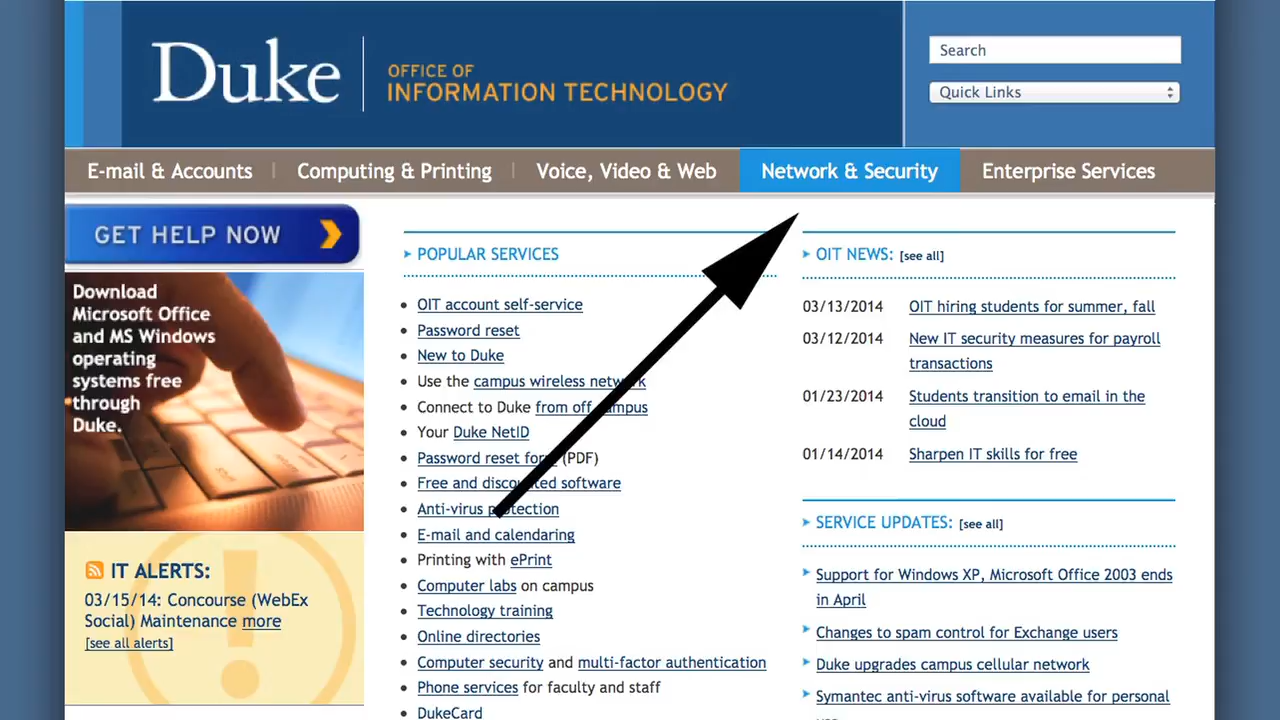 Duke
OFFICE OF
INFORMATION TECHNOLOGY
Search
Quick Links
E-mail & Accounts
Computing & Printing
Voice, Video & Web
Network & Security
Enterprise Services
GET HELP NOW
Download
Microsoft Office
and MS Windows
operating
systems free
through
Duke.
IT ALERTS:
03/15/14: Concourse (WebEx
Social) Maintenance more
[see all alerts]
POPULAR SERVICES
OIT account self-service
Password reset
New to Duke
Use the campus wireless network
Connect to Duke from off campus
Your Duke NetID
Password reset form (PDF)
Free and discounted software
Anti-virus protection
E-mail and calendaring
Printing with ePrint
Computer labs on campus
Technology training
Online directories
Computer security and multi-factor authentication
Phone services for faculty and staff
DukeCard
OIT NEWS: [see all]
03/13/2014 OIT hiring students for summer, fall
03/12/2014 New IT security measures for payroll
transactions
01/23/2014 Students transition to email in the
cloud
01/14/2014 Sharpen IT skills for free
SERVICE UPDATES: [see all]
Support for Windows XP, Microsoft Office 2003 ends
in April
Changes to spam control for Exchange users
Duke upgrades campus cellular network
Symantec anti-virus software available for personal